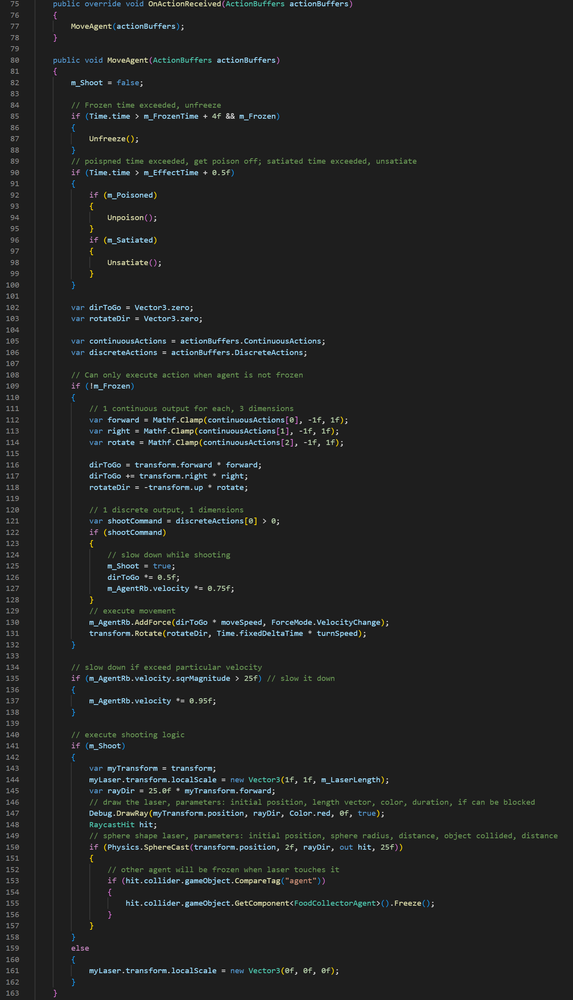 75 public override void OnActionReceived(ActionBuffers actionBuffers)
76 {
77 MoveAgent(actionBuffers);
78 }
79
80 public void MoveAgent(ActionBuffers actionBuffers)
81 {
82 m_Shoot = false;
83
84 // Frozen time exceeded, unfreeze
85 if (Time.time > m_FrozenTime + 4f && m_Frozen)
86 {
87 Unfreeze();
88 }
89 // poispned time exceeded, get poison off; satiated time exceeded, unsatiate
90 if (Time.time > m_EffectTime + 0.5f)
91 {
92 if (m_Poisoned)
93 {
94 Unpoison();
95 }
96 if (m_Satiated)
97 {
98 Unsatiate();
99 }
100 }
101
102 var dirToGo = Vector3.zero;
103 var rotateDir = Vector3.zero;
104
105 var continuousActions = actionBuffers.ContinuousActions;
106 var discreteActions = actionBuffers.DiscreteActions;
107
108 // Can only execute action when agent is not frozen
109 if (!m_Frozen)
110 {
111 // 1 continuous output for each, 3 dimensions
112 var forward = Mathf.Clamp(continuousActions[0], -1f, 1f);
113 var right = Mathf.Clamp(continuousActions[1], -1f, 1f);
114 var rotate = Mathf.Clamp(continuousActions[2], -1f, 1f);
115
116 dirToGo = transform.forward * forward;
117 dirToGo += transform.right * right;
118 rotateDir = -transform.up * rotate;
119
120 // 1 discrete output, 1 dimensions
121 var shootCommand = discreteActions[0] > 0;
122 if (shootCommand)
123 {
124 // slow down while shooting
125 m_Shoot = true;
126 dirToGo *= 0.5f;
127 m_AgentRb.velocity *= 0.75f;
128 }
129 // execute movement
130 m_AgentRb.AddForce(dirToGo * moveSpeed, ForceMode.VelocityChange);
131 transform.Rotate(rotateDir, Time.fixedDeltaTime * turnSpeed);
132 }
133
134 // slow down if exceed particular velocity
135 if (m_AgentRb.velocity.sqrMagnitude > 25f) // slow it down
136 {
137 m_AgentRb.velocity *= 0.95f;
138 }
139
140 // execute shooting logic
141 if (m_Shoot)
142 {
143 var myTransform = transform;
144 myLaser.transform.localScale = new Vector3(1f, 1f, m_LaserLength);
145 var rayDir = 25.0f * myTransform.forward;
146 // draw the laser, parameters: initial position, length vector, color, duration, if can be blocked
147 Debug.DrawRay(myTransform.position, rayDir, Color.red, 0f, true);
148 RaycastHit hit;
149 // sphere shape laser, parameters: initial position, sphere radius, distance, object collided, distance
150 if (Physics.SphereCast(transform.position, 2f, rayDir, out hit, 25f))
151 {
152 // other agent will be frozen when laser touches it
153 if (hit.collider.gameObject.CompareTag("agent"))
154 {
155 hit.collider.gameObject.GetComponent<FoodCollectorAgent>().Freeze();
156 }
157 }
158 }
159 else
160 {
161 myLaser.transform.localScale = new Vector3(0f, 0f, 0f);
162 }
163 }